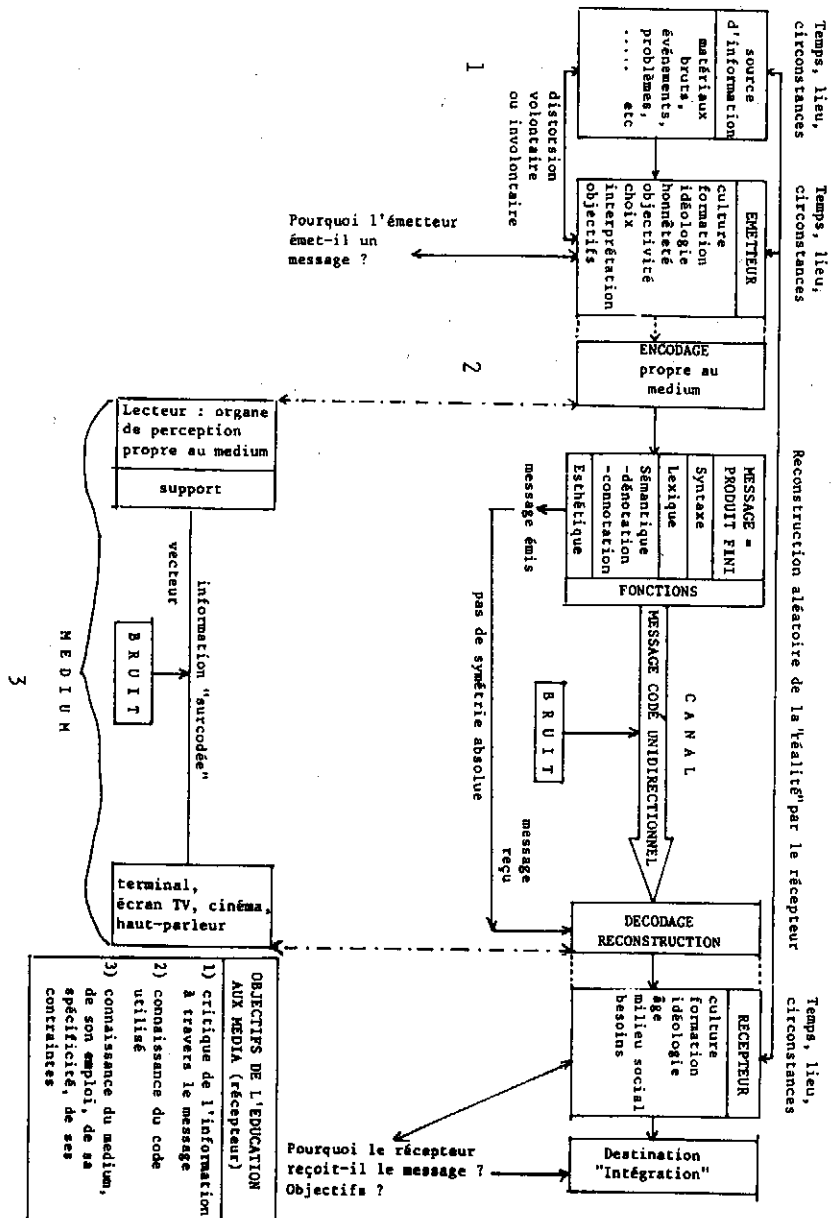 Temps, lieu,
circonstances
source
d'information
matériaux
bruts,
événements,
problèmes,
..... etc
1
distorsion
volontaire
ou involontaire
Temps, lieu,
circonstances
EMETTEUR
culture
formation
idéologie
honnêteté
objectivité
choix
interprétation
objectifs
Pourquoi l'émetteur
émet-il un
message ?
ENCODAGE
propre au
medium
2
Lecteur : organe
de perception
propre au medium
support
Reconstruction aléatoire de la "réalité" par le récepteur
MESSAGE =
PRODUIT FINI
Syntaxe
Lexique
Sémantique
-dénotation
-connotation
Esthétique
FONCTIONS
message émis
pas de symétrie absolue
message
reçu
CANAL
MESSAGE CODÉ UNIDIRECTIONNEL
BRUIT
information "surcodée"
vecteur
BRUIT
MEDIUM
3
terminal,
écran TV, cinéma,
haut-parleur
DECODAGE
RECONSTRUCTION
Temps, lieu,
circonstances
RECEPTEUR
culture
formation
idéologie
âge
milieu social
besoins
Pourquoi le récepteur
reçoit-il le message ?
Objectifs ?
Destination
"Intégration"
OBJECTIFS DE L'EDUCATION
AUX MEDIA (récepteur)
1) critique de l'information
à travers le message
2) connaissance du code
utilisé
3) connaissance du medium,
de son emploi, de sa
spécificité, de ses
contraintes